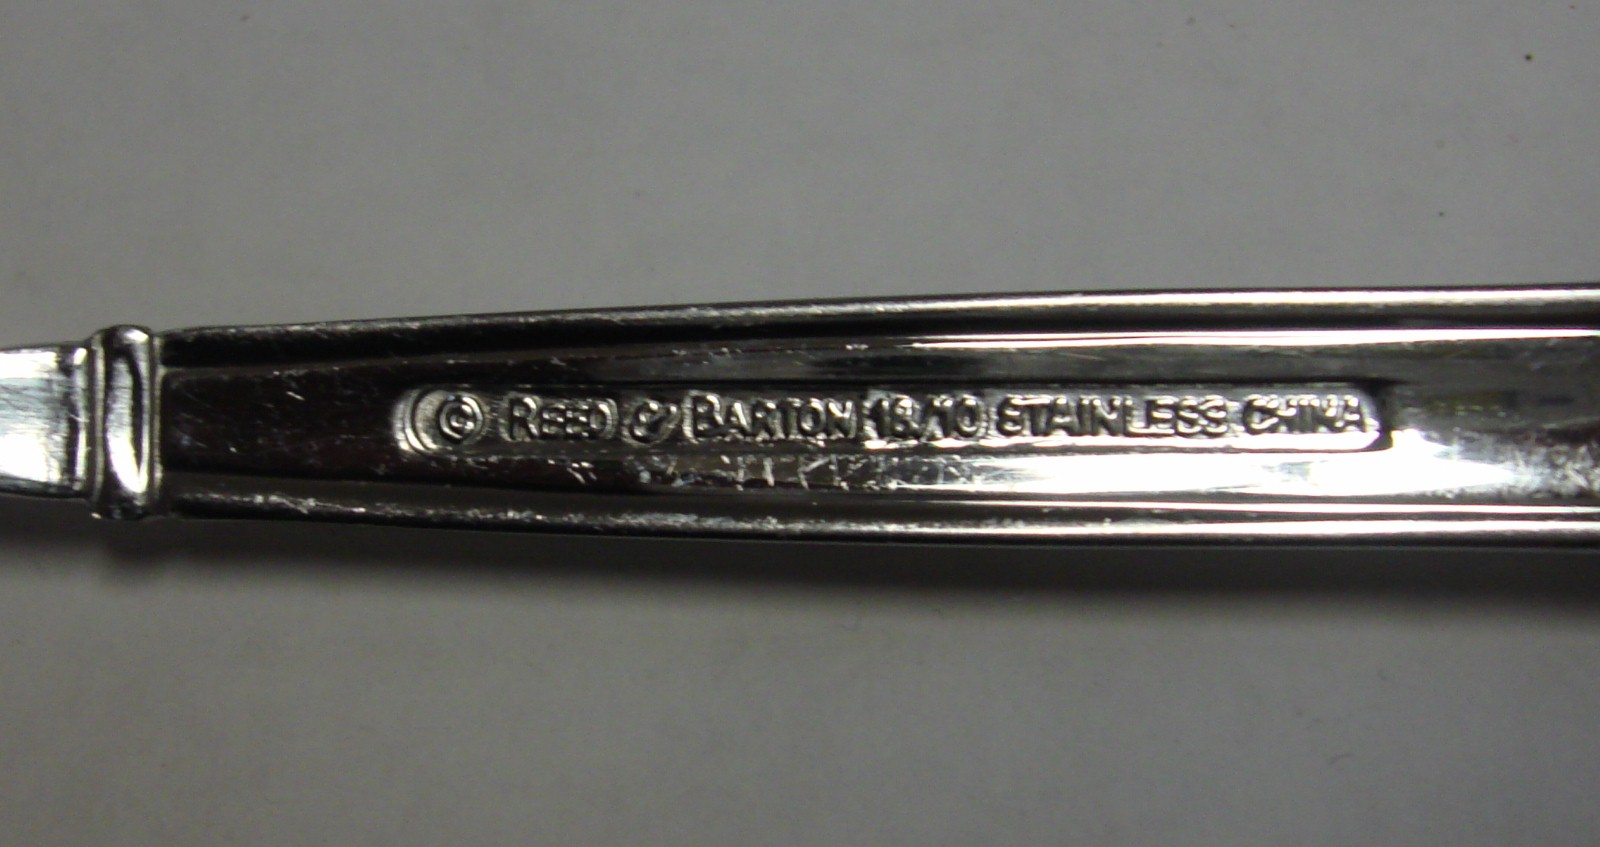 © REED & BARTON 18/10 STAINLESS CHINA